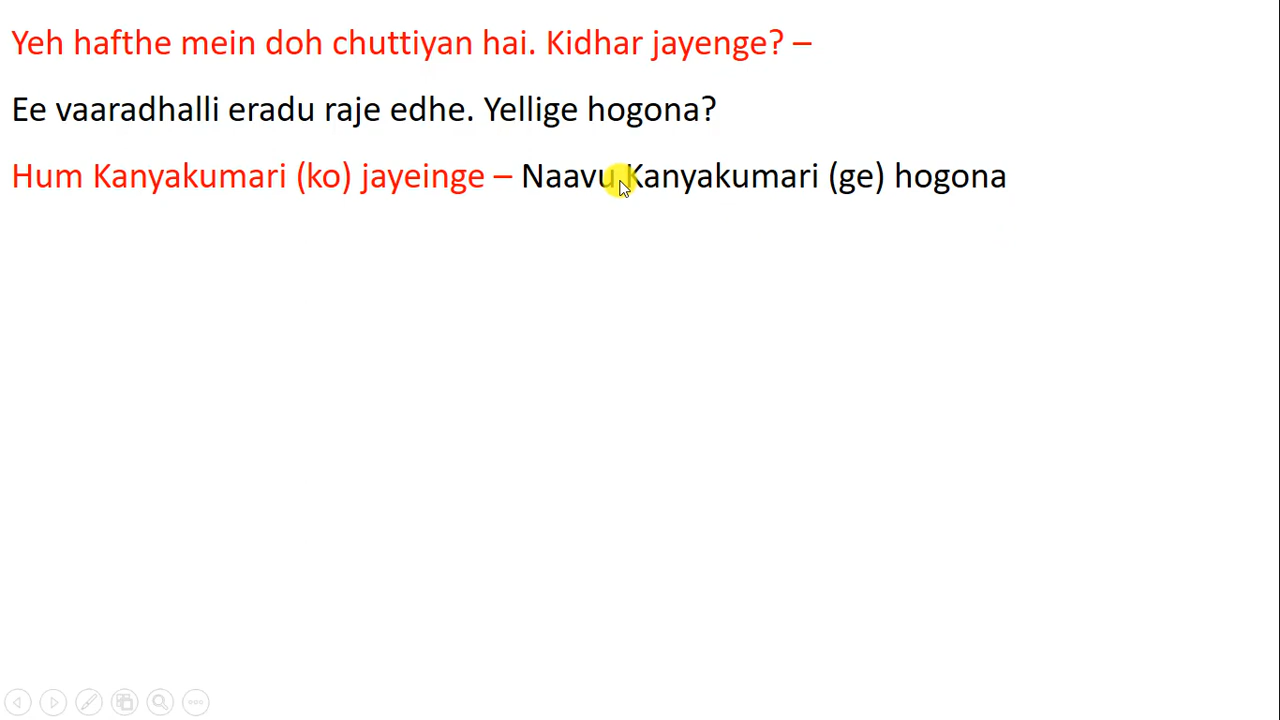 Yeh hafthe mein doh chuttiyan hai. Kidhar jayenge? –
Ee vaaradhalli eradu raje edhe. Yellige hogona?
Hum Kanyakumari (ko) jayeinge – Naavu Kanyakumari (ge) hogona